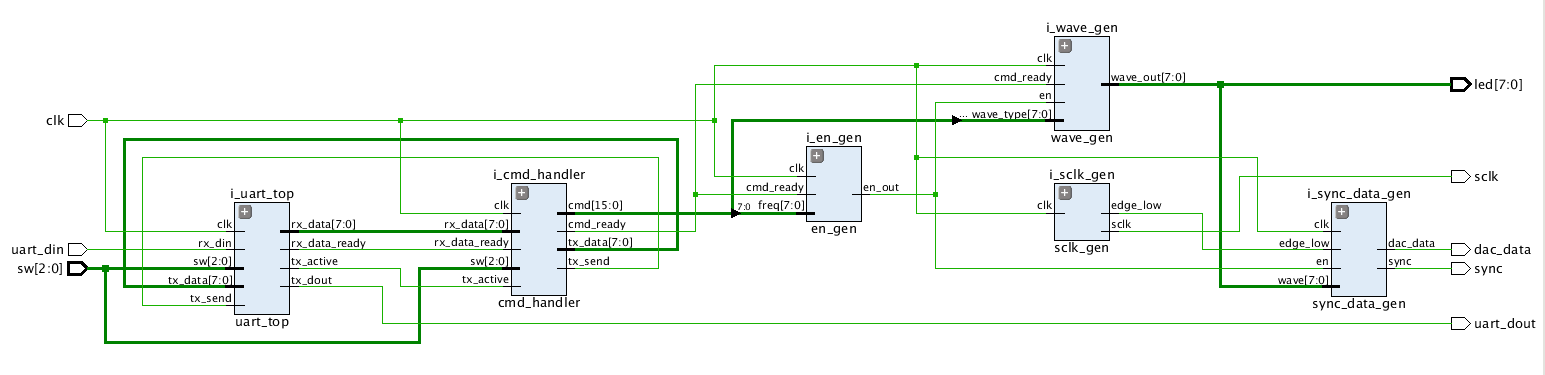 clk
uart_din
sw[2:0]
i_uart_top
clk
rx_din
sw[2:0]
tx_data[7:0]
tx_send
rx_data[7:0]
rx_data_ready
tx_active
tx_dout
uart_top
i_cmd_handler
clk
rx_data[7:0]
rx_data_ready
sw[2:0]
tx_active
cmd[15:0]
cmd_ready
tx_data[7:0]
tx_send
cmd_handler
i_en_gen
clk
cmd_ready
7:0 freq[7:0]
en_out
en_gen
i_wave_gen
clk
cmd_ready
en
... wave_type[7:0]
wave_out[7:0]
wave_gen
i_sclk_gen
clk
edge_low
sclk
sclk_gen
i_sync_data_gen
clk
edge_low
en
wave[7:0]
dac_data
sync
sync_data_gen
led[7:0]
sclk
dac_data
sync
uart_dout